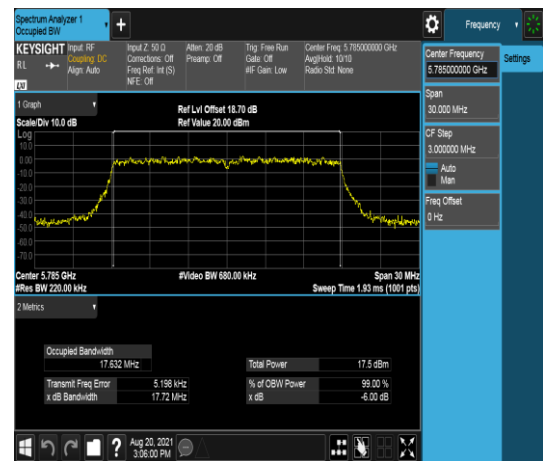 Spectrum Analyzer 1
Occupied BW
+
Frequency
KEYSIGHT
RL
LXI
Input: RF
Coupling: DC
Align: Auto
Input Z: 50 Ω
Corrections: Off
Freq Ref: Int (S)
NFE: Off
Atten: 20 dB
Preamp: Off
Trig: Free Run
Gate: Off
#IF Gain: Low
Center Freq: 5.785000000 GHz
Avg|Hold: 10/10
Radio Std: None
Center Frequency
5.785000000 GHz
Settings
Span
30.000 MHz
CF Step
3.000000 MHz
Auto
Man
Freq Offset
0 Hz
1 Graph
Scale/Div 10.0 dB
Ref Lvl Offset 18.70 dB
Ref Value 20.00 dBm
Log
10.0
0.00
-10.0
-20.0
-30.0
-40.0
-50.0
-60.0
-70.0
Center 5.785 GHz
#Video BW 680.00 kHz
Span 30 MHz
#Res BW 220.00 kHz
Sweep Time 1.93 ms (1001 pts)
2 Metrics
Occupied Bandwidth
17.632 MHz
Total Power 17.5 dBm
Transmit Freq Error 5.198 kHz
% of OBW Power 99.00 %
x dB Bandwidth 17.72 MHz
x dB -6.00 dB
?
Aug 20, 2021
3:06:00 PM